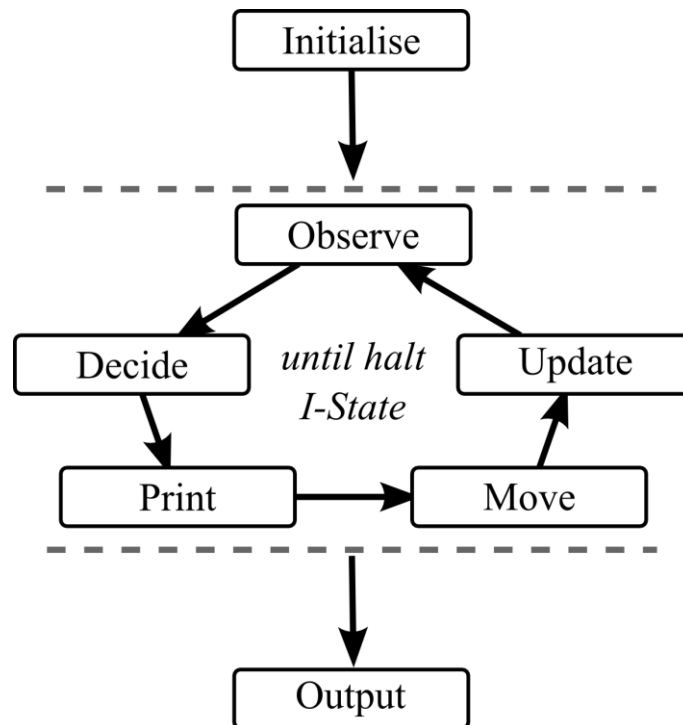 Initialise
Observe
Decide
until halt
I-State
Update
Print
Move
Output